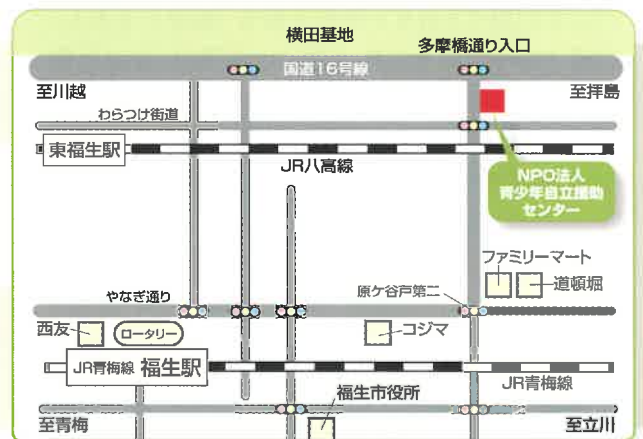 横田基地
多摩橋通り入口
国道16号線
至川越
至拝島
わらつけ街道
東福生駅
JR八高線
NPO法人
青少年自立援助
センター
ファミリーマート
道頓堀
やなぎ通り
原ケ谷戸第二
西友
ロータリー
コジマ
JR青梅線 福生駅
JR青梅線
福生市役所
至青梅
至立川